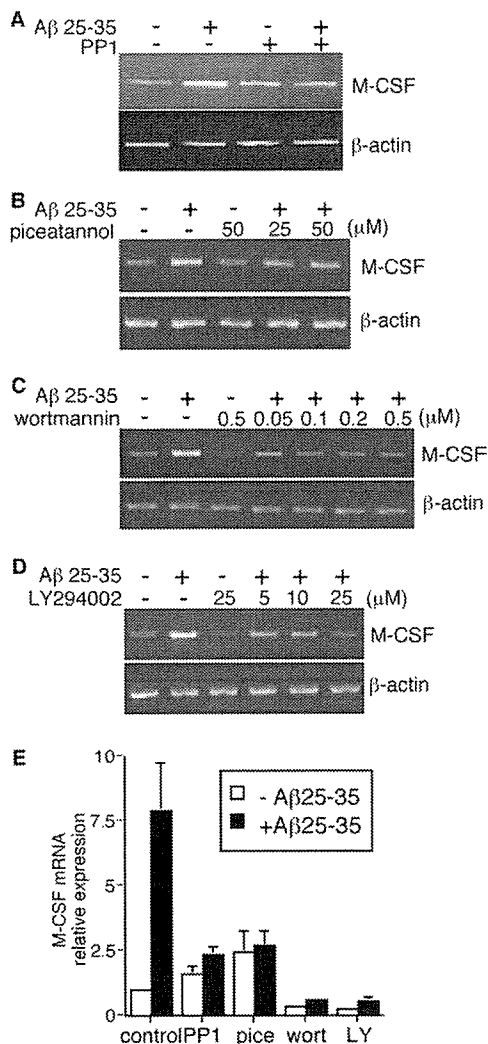 A
Aβ 25-35 - + - +
PP1 - - + +
M-CSF
β-actin
B
Aβ 25-35 - + - + +
piceatannol - - 50 25 50 (μM)
M-CSF
β-actin
C
Aβ 25-35 - + - + + + +
wortmannin - - 0.5 0.05 0.1 0.2 0.5 (μM)
M-CSF
β-actin
D
Aβ 25-35 - + - + + +
LY294002 - - 25 5 10 25 (μM)
M-CSF
β-actin
E
M-CSF mRNA
relative expression
10
7.5
5
2.5
0
- Aβ25-35
+Aβ25-35
control PP1 pice wort LY